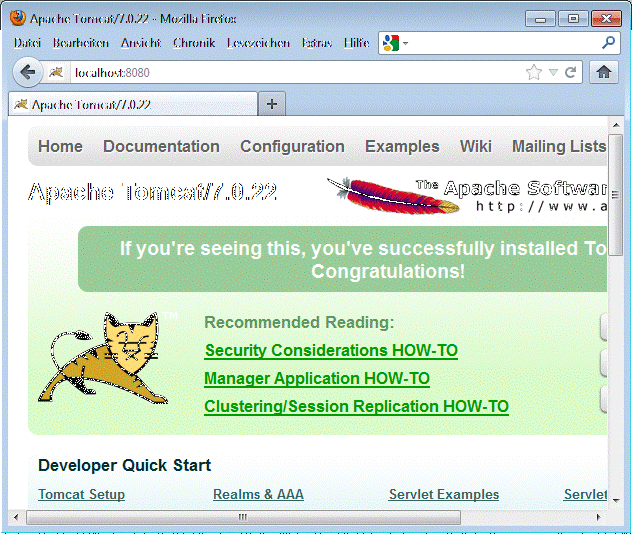 Apache Tomcat/7.0.22 - Mozilla Firefox
Datei Bearbeiten Ansicht Chronik Lesezeichen Extras Hilfe
localhost:8080
Apache Tomcat/7.0.22
Home Documentation Configuration Examples Wiki Mailing Lists
Apache Tomcat/7.0.22
The Apache Softwar
http://www.a
If you're seeing this, you've successfully installed To
Congratulations!
TM
Recommended Reading:
Security Considerations HOW-TO
Manager Application HOW-TO
Clustering/Session Replication HOW-TO
Developer Quick Start
Tomcat Setup Realms & AAA Servlet Examples Servlet